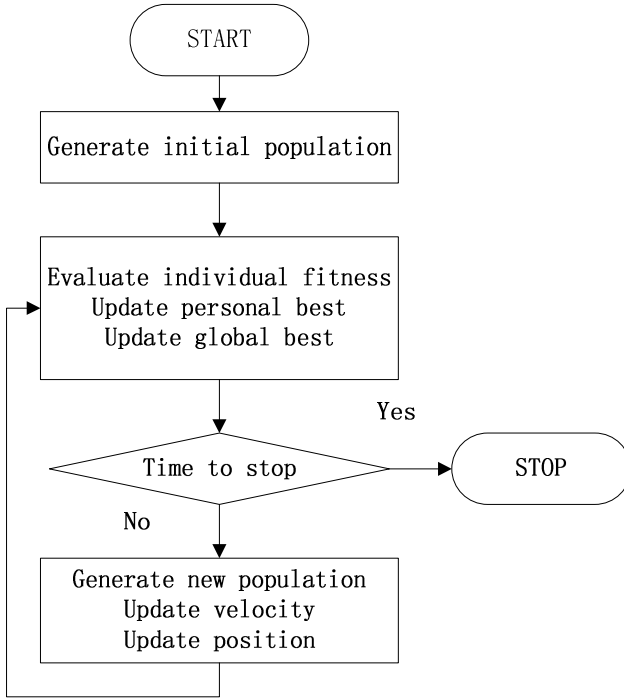 START
Generate initial population
Evaluate individual fitness
Update personal best
Update global best
Yes
Time to stop
STOP
No
Generate new population
Update velocity
Update position